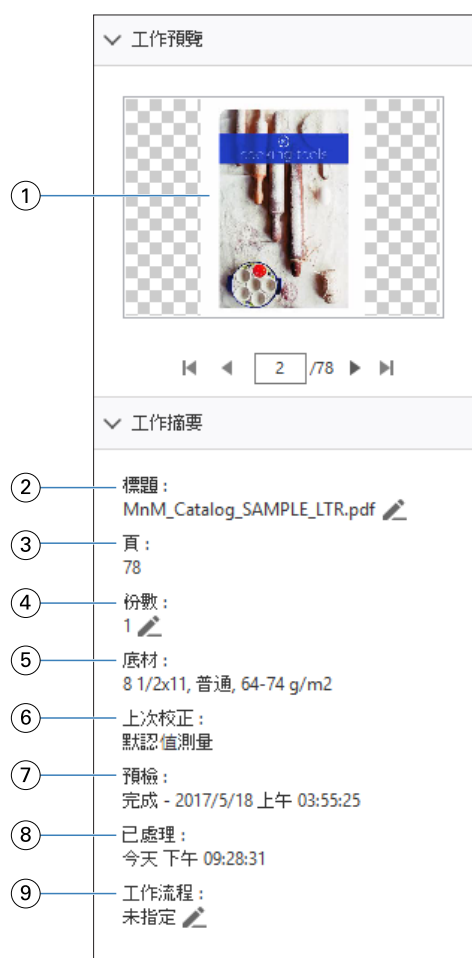 工作預覽
cooking tools
1
2 /78
工作摘要
2 標題：
MnM_Catalog_SAMPLE_LTR.pdf
3 頁：
78
4 份數：
1
5 底材：
8 1/2x11, 普通, 64-74 g/m2
6 上次校正：
默認值測量
7 預檢：
完成 - 2017/5/18 上午 03:55:25
8 已處理：
今天 下午 09:28:31
9 工作流程：
未指定